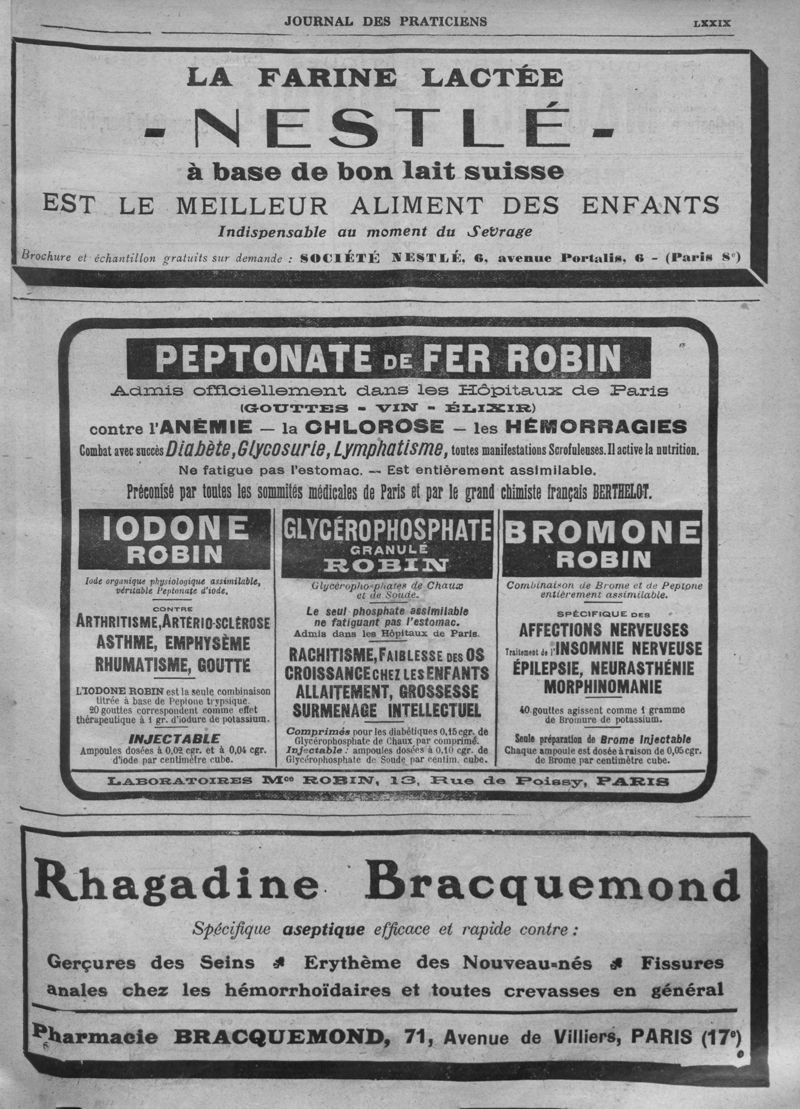 JOURNAL DES PRATICIENS
LXXIX
LA FARINE LACTÉE
- NESTLÉ -
à base de bon lait suisse
EST LE MEILLEUR ALIMENT DES ENFANTS
Indispensable au moment du Sevrage
Brochure et échantillon gratuits sur demande : SOCIÉTÉ NESTLÉ, 6, avenue Portalis, 6 - (Paris 8e)
PEPTONATE DE FER ROBIN
Admis officiellement dans les Hôpitaux de Paris
(GOUTTES - VIN - ÉLIXIR)
contre l'ANÉMIE — la CHLOROSE — les HÉMORRAGIES
Combat avec succès Diabète, Glycosurie, Lymphatisme, toutes manifestations Scrofuleuses. Il active la nutrition.
Ne fatigue pas l'estomac. — Est entièrement assimilable.
Préconisé par toutes les sommités médicales de Paris et par le grand chimiste français BERTHELOT.
IODONE
ROBIN
Iode organique physiologique assimilable,
véritable Peptonate d'iode.
CONTRE
ARTHRITISME, ARTÉRIO-SCLÉROSE
ASTHME, EMPHYSÈME
RHUMATISME, GOUTTE
L'IODONE ROBIN est la seule combinaison
titrée à base de Peptone trypsique.
20 gouttes correspondent comme effet
thérapeutique à 1 gr. d'iodure de potassium.
INJECTABLE
Ampoules dosées à 0,02 cgr. et à 0,04 cgr.
d'iode par centimètre cube.
GLYCÉROPHOSPHATE
GRANULÉ
ROBIN
Glycérophosphates de Chaux
et de Soude.
Le seul phosphate assimilable
ne fatiguant pas l'estomac.
Admis dans les Hôpitaux de Paris.
RACHITISME, FAIBLESSE DES OS
CROISSANCE CHEZ LES ENFANTS
ALLAITEMENT, GROSSESSE
SURMENAGE INTELLECTUEL
Comprimés pour les diabétiques 0,15 cgr. de
Glycérophosphate de Chaux par comprimé.
Injectable : ampoules dosées à 0,10 cgr. de
Glycérophosphate de Soude par centim. cube.
BROMONE
ROBIN
Combinaison de Brome et de Peptone
entièrement assimilable.
SPÉCIFIQUE DES
AFFECTIONS NERVEUSES
Traitement de l'INSOMNIE NERVEUSE
ÉPILEPSIE, NEURASTHÉNIE
MORPHINOMANIE
40 gouttes agissent comme 1 gramme
de Bromure de potassium.
Seule préparation de Brome Injectable
Chaque ampoule est dosée à raison de 0,05 cgr.
de Brome par centimètre cube.
LABORATOIRES Mce ROBIN, 13, Rue de Poissy, PARIS
Rhagadine Bracquemond
Spécifique aseptique efficace et rapide contre :
Gerçures des Seins Erythème des Nouveau-nés Fissures
anales chez les hémorrhoïdaires et toutes crevasses en général
Pharmacie BRACQUEMOND, 71, Avenue de Villiers, PARIS (17e)